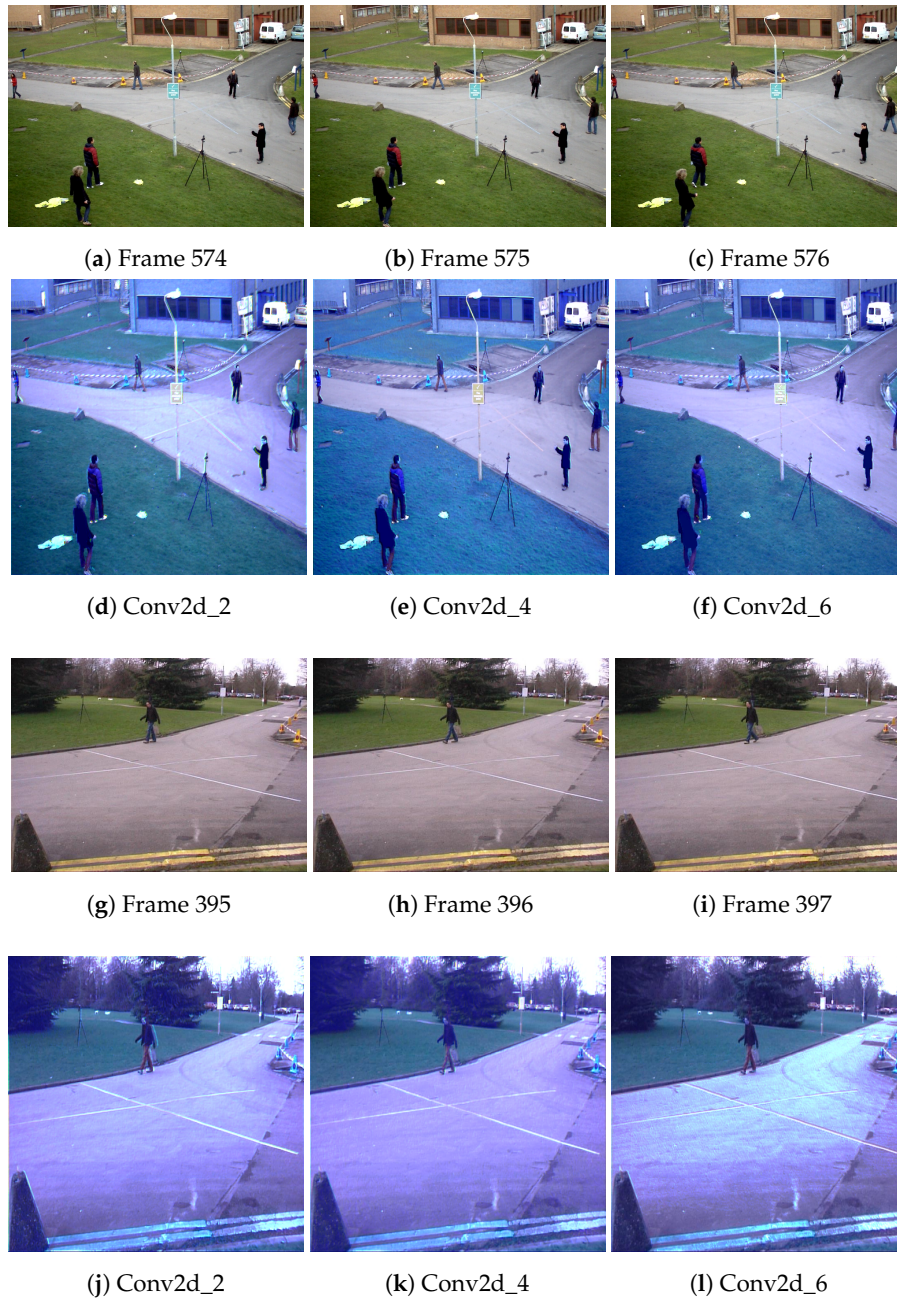 (a) Frame 574
(b) Frame 575
(c) Frame 576
(d) Conv2d_2
(e) Conv2d_4
(f) Conv2d_6
(g) Frame 395
(h) Frame 396
(i) Frame 397
(j) Conv2d_2
(k) Conv2d_4
(l) Conv2d_6